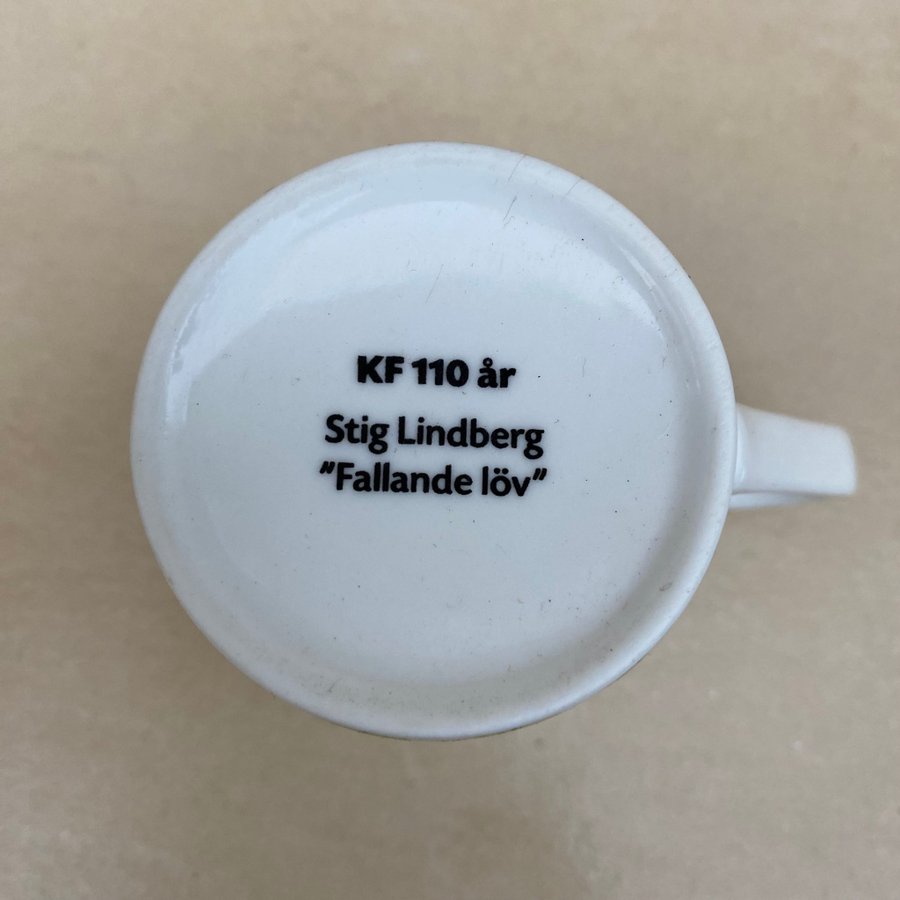 KF 110 år
Stig Lindberg
"Fallande löv"